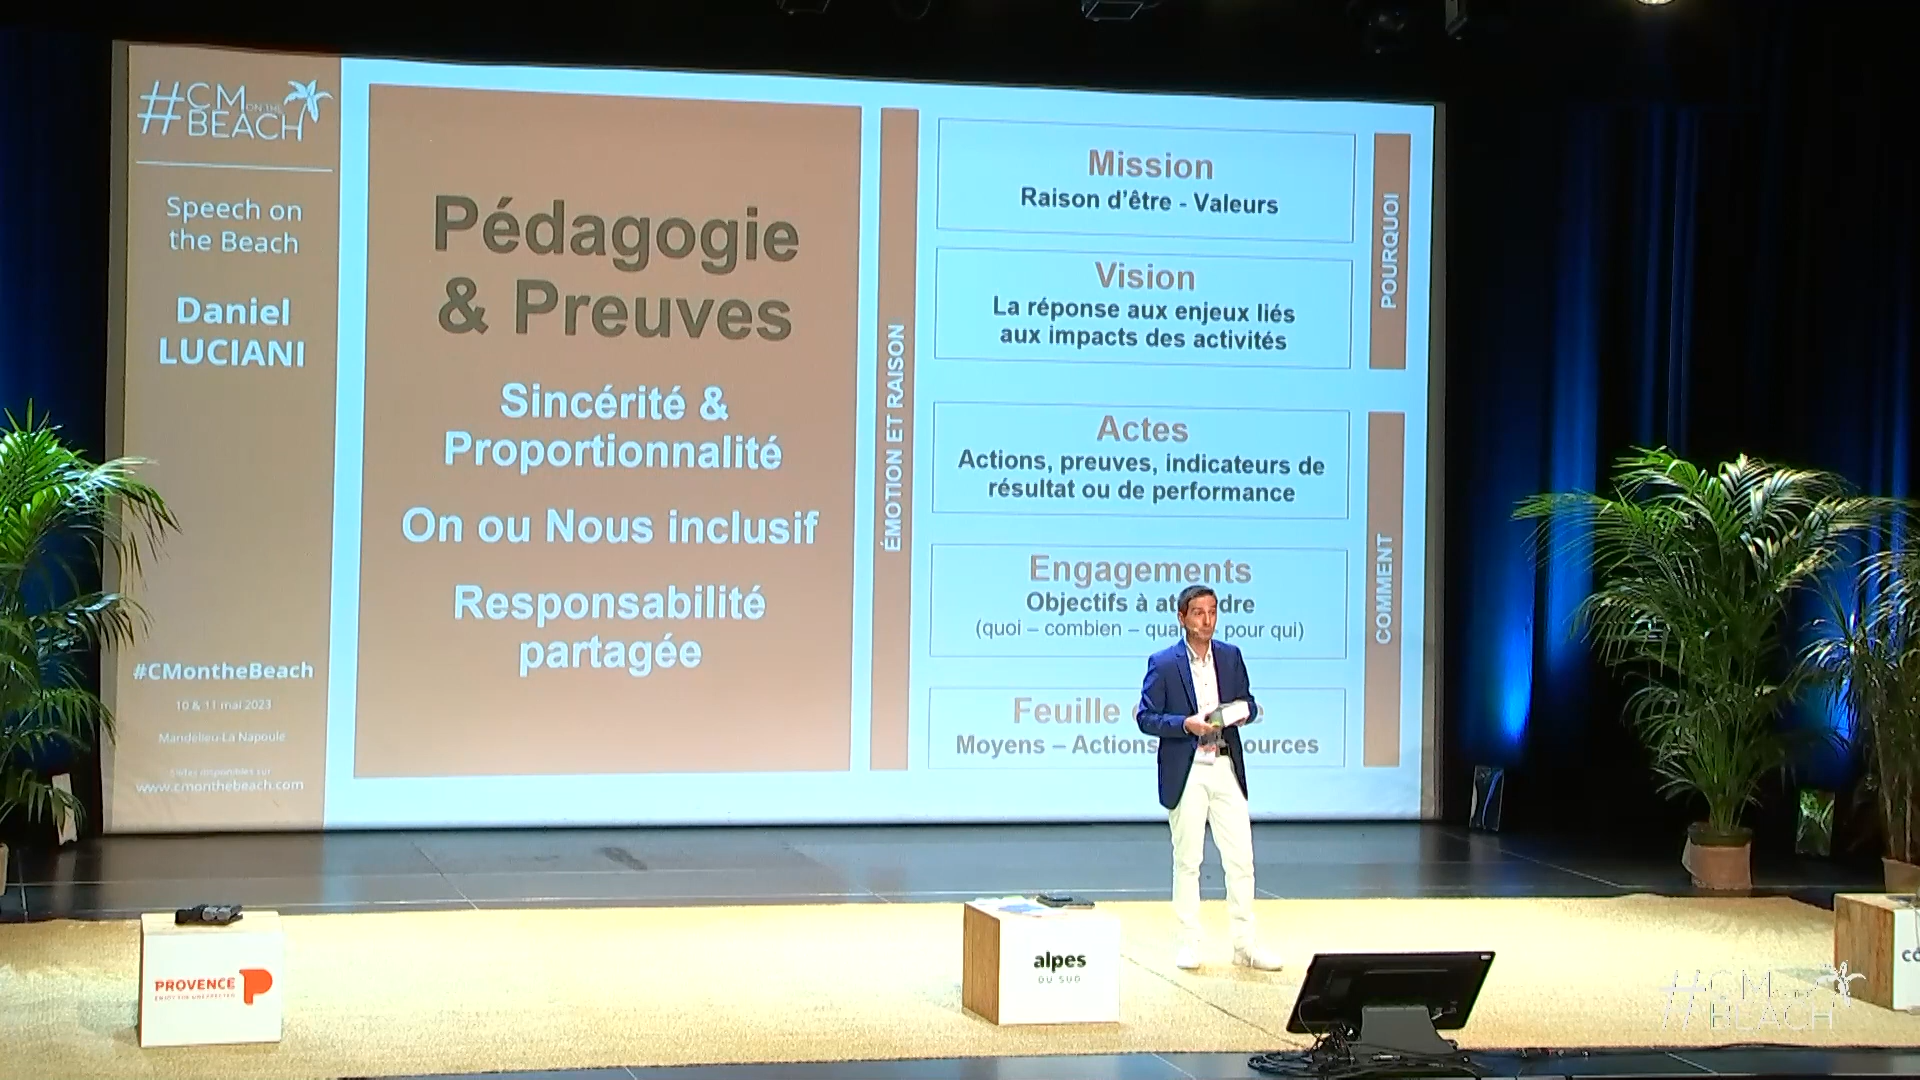 #CM ON THE
BEACH
Speech on
the Beach
Daniel
LUCIANI
#CMontheBeach
10 & 11 mai 2023
Mandelieu-La Napoule
www.cmonthebeach.com
Pédagogie
& Preuves
Sincérité &
Proportionnalité
On ou Nous inclusif
Responsabilité
partagée
ÉMOTION ET RAISON
Mission
Raison d'être - Valeurs
Vision
La réponse aux enjeux liés
aux impacts des activités
POURQUOI
Actes
Actions, preuves, indicateurs de
résultat ou de performance
Engagements
Objectifs à
(quoi – combien – pour qui)
Feuille
Moyens – Actions
COMMENT
PROVENCE
ENJOY THE UNEXPECTED
alpes
DU SUD
#CM
BEACH